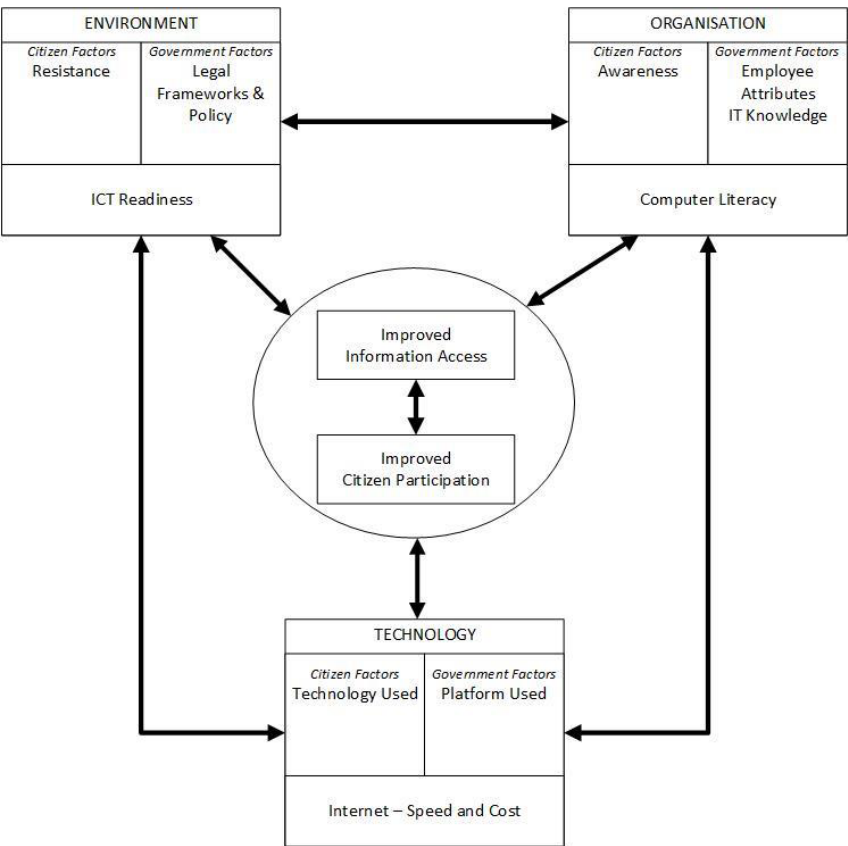 ENVIRONMENT
Citizen Factors
Resistance
Government Factors
Legal
Frameworks &
Policy
ICT Readiness
ORGANISATION
Citizen Factors
Awareness
Government Factors
Employee
Attributes
IT Knowledge
Computer Literacy
Improved
Information Access
Improved
Citizen Participation
TECHNOLOGY
Citizen Factors
Technology Used
Government Factors
Platform Used
Internet – Speed and Cost